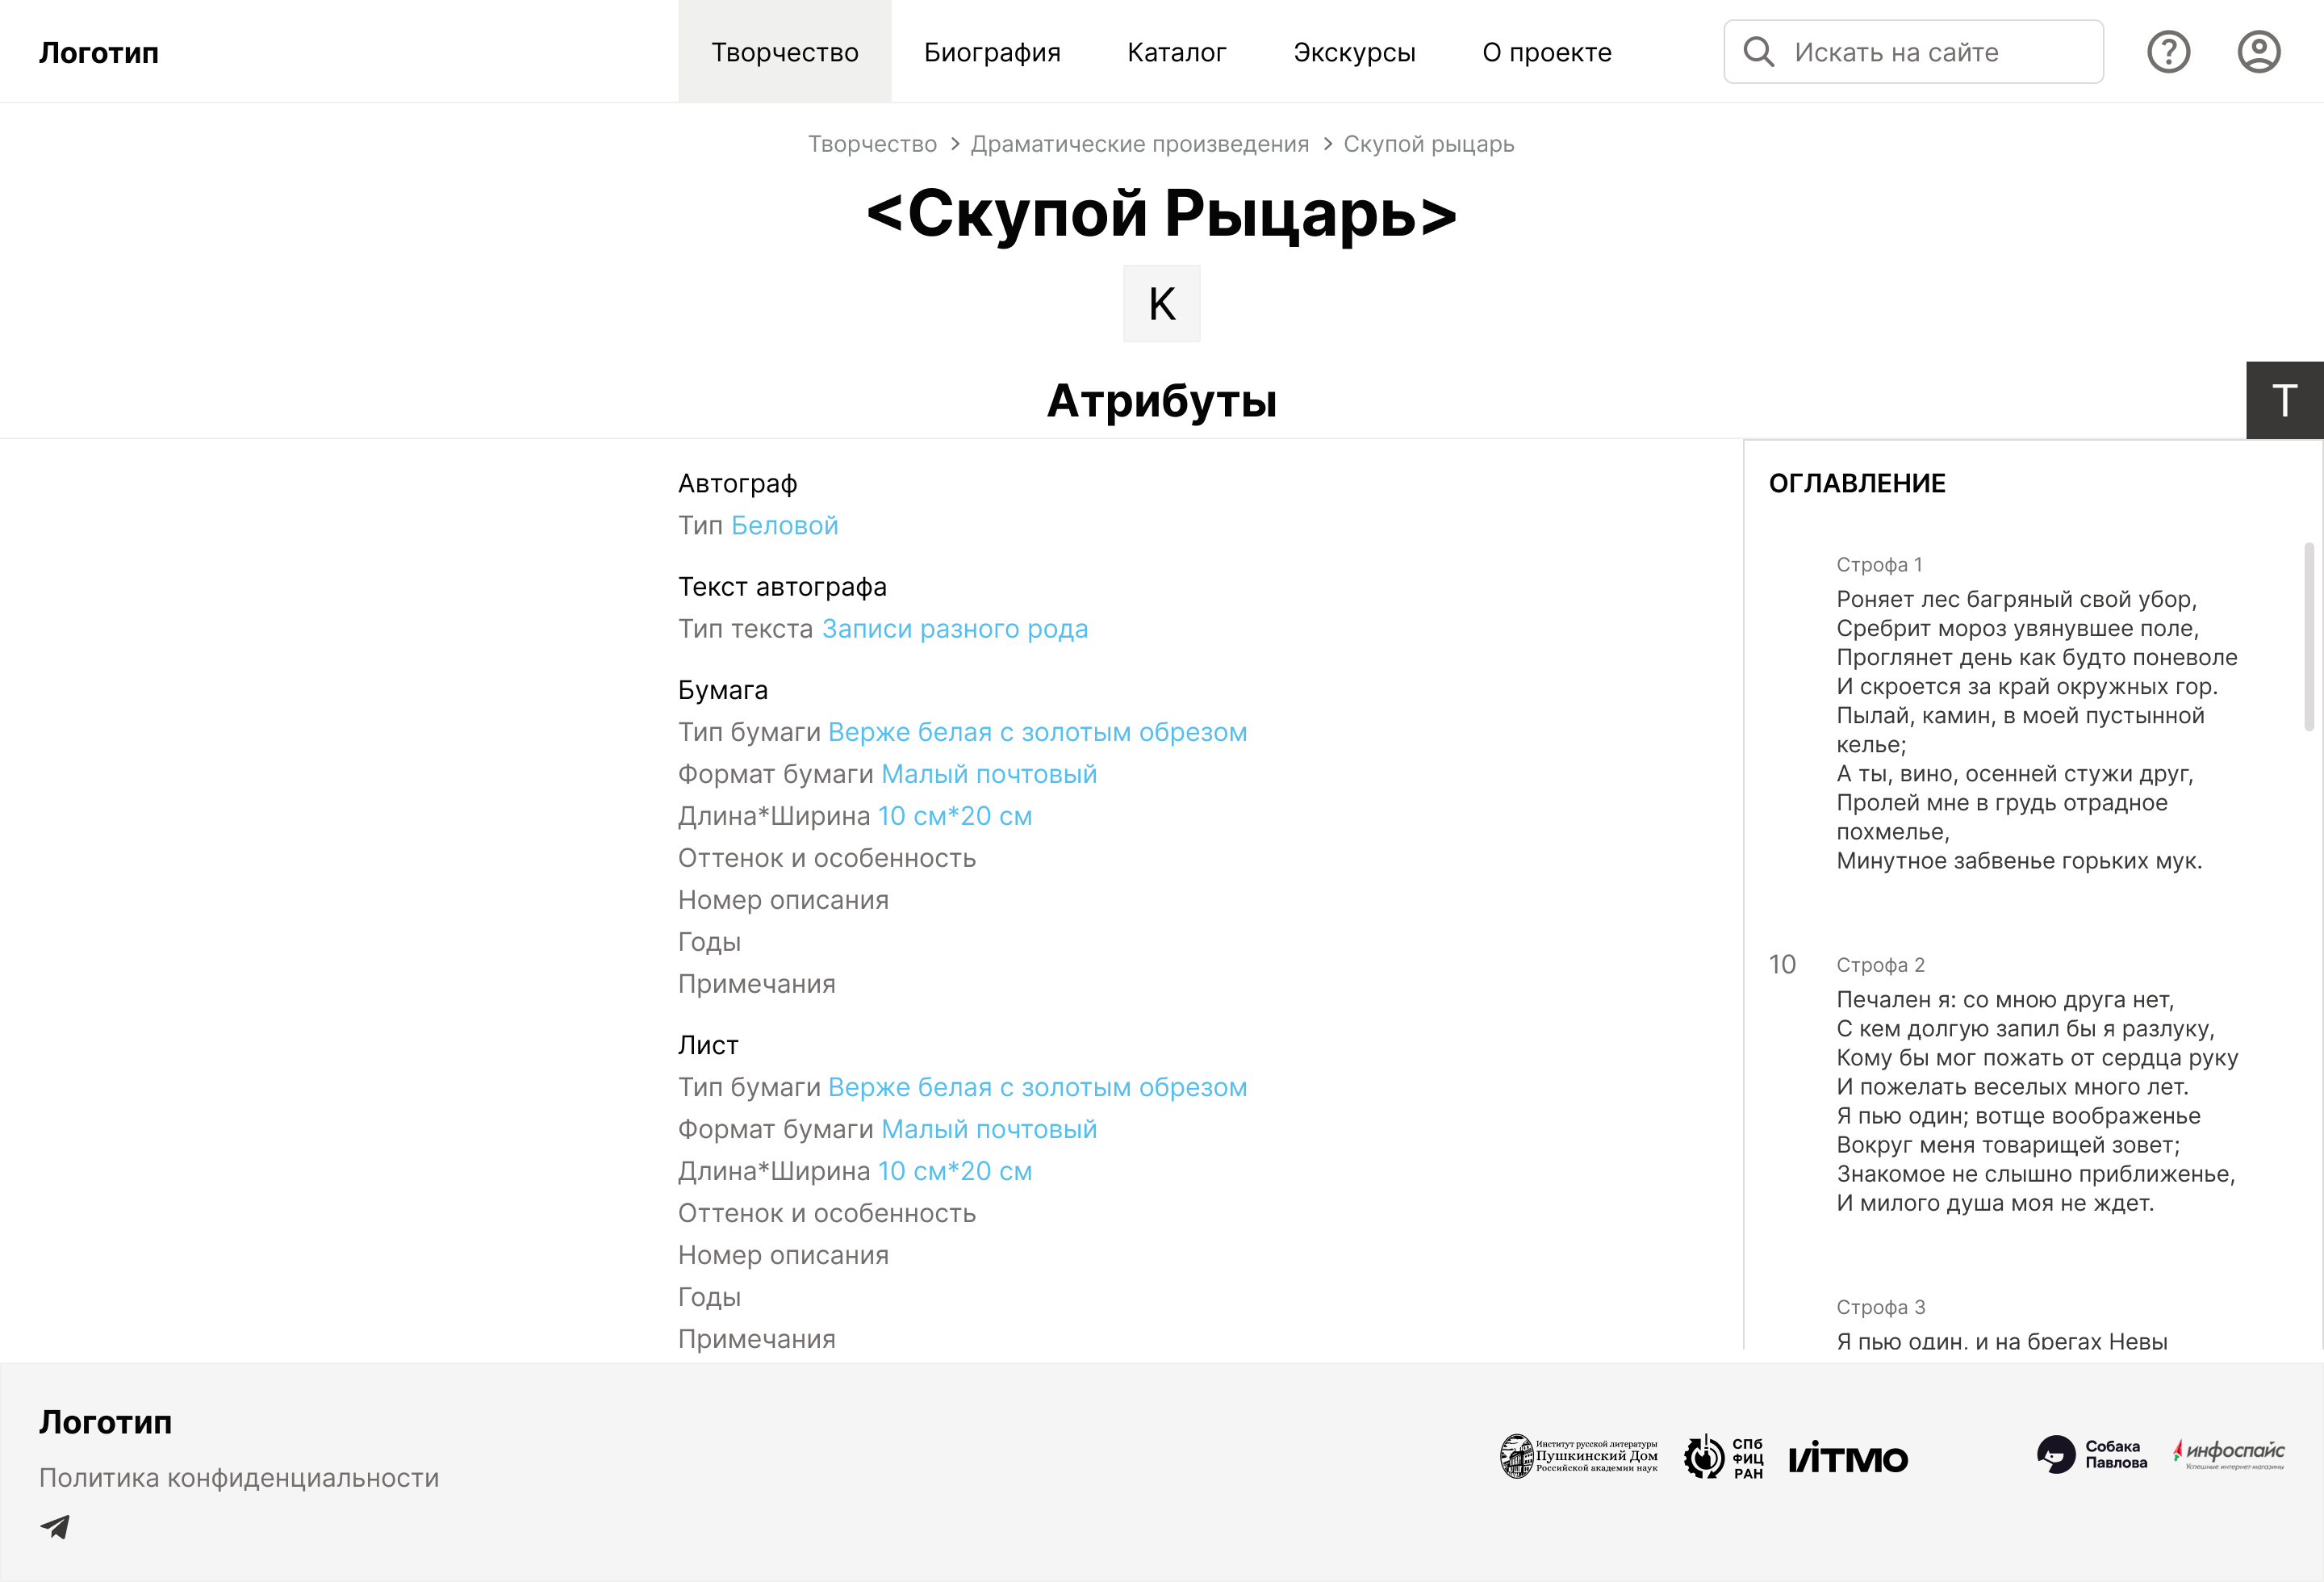 Логотип
Творчество
Биография
Каталог
Экскурсы
О проекте
Искать на сайте
Творчество > Драматические произведения > Скупой рыцарь
<Скупой Рыцарь>
К
Атрибуты
Т
Автограф
Тип Беловой
Текст автографа
Тип текста Записи разного рода
Бумага
Тип бумаги Верже белая с золотым обрезом
Формат бумаги Малый почтовый
Длина*Ширина 10 см*20 см
Оттенок и особенность
Номер описания
Годы
Примечания
Лист
Тип бумаги Верже белая с золотым обрезом
Формат бумаги Малый почтовый
Длина*Ширина 10 см*20 см
Оттенок и особенность
Номер описания
Годы
Примечания
ОГЛАВЛЕНИЕ
Строфа 1
Роняет лес багряный свой убор,
Сребрит мороз увянувшее поле,
Проглянет день как будто поневоле
И скроется за край окружных гор.
Пылай, камин, в моей пустынной
келье;
А ты, вино, осенней стужи друг,
Пролей мне в грудь отрадное
похмелье,
Минутное забвенье горьких мук.
10
Строфа 2
Печален я: со мною друга нет,
С кем долгую запил бы я разлуку,
Кому бы мог пожать от сердца руку
И пожелать веселых много лет.
Я пью один; вотще воображенье
Вокруг меня товарищей зовет;
Знакомое не слышно приближенье,
И милого душа моя не ждет.
Строфа 3
Я пью один, и на брегах Невы
Логотип
Политика конфиденциальности
Институт русской литературы
Пушкинский Дом
Российской академии наук
СПб
ФИЦ
РАН
ИТМО
Собака
Павлова
инфоспайс
Успешные интернет-магазины